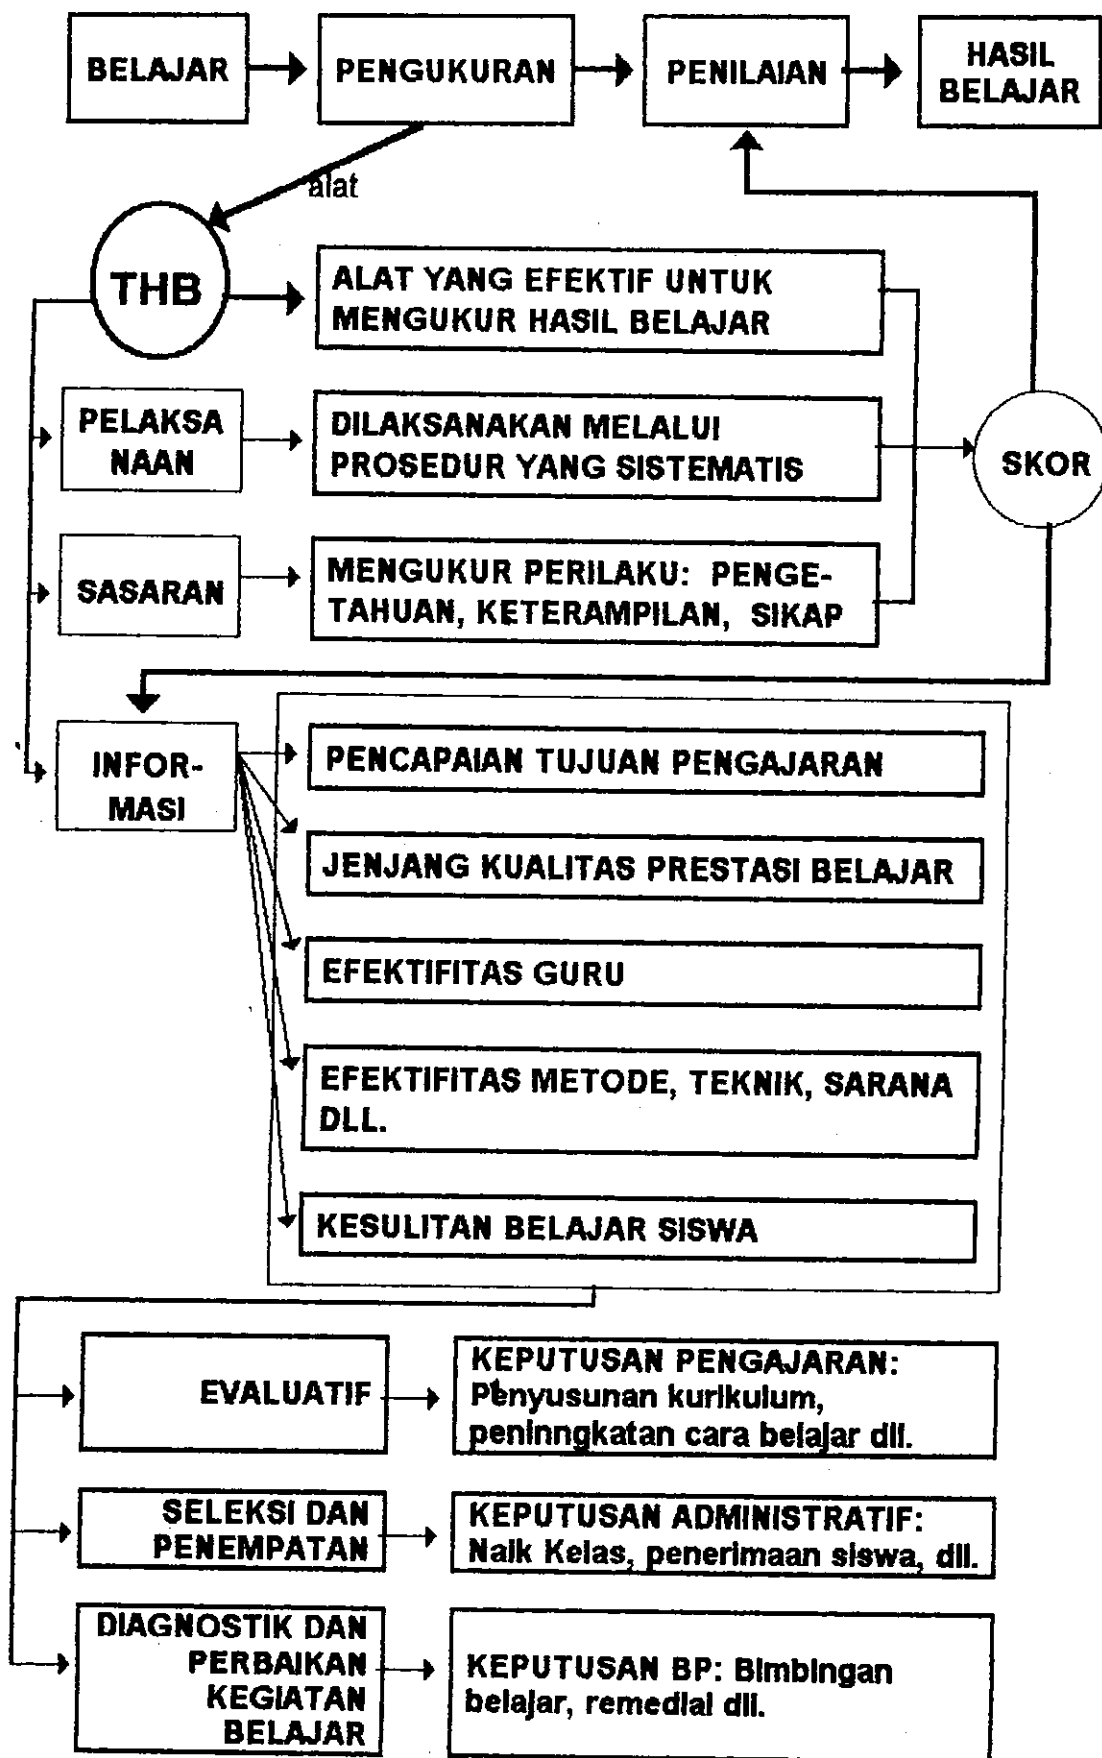 BELAJAR
PENGUKURAN
PENILAIAN
HASIL
BELAJAR
alat
THB
ALAT YANG EFEKTIF UNTUK
MENGUKUR HASIL BELAJAR
PELAKSA
NAAN
DILAKSANAKAN MELALUI
PROSEDUR YANG SISTEMATIS
SKOR
SASARAN
MENGUKUR PERILAKU: PENGE-
TAHUAN, KETERAMPILAN, SIKAP
INFOR-
MASI
PENCAPAIAN TUJUAN PENGAJARAN
JENJANG KUALITAS PRESTASI BELAJAR
EFEKTIFITAS GURU
EFEKTIFITAS METODE, TEKNIK, SARANA
DLL.
KESULITAN BELAJAR SISWA
EVALUATIF
KEPUTUSAN PENGAJARAN:
Penyusunan kurikulum,
peninngkatan cara belajar dll.
SELEKSI DAN
PENEMPATAN
KEPUTUSAN ADMINISTRATIF:
Naik Kelas, penerimaan siswa, dll.
DIAGNOSTIK DAN
PERBAIKAN
KEGIATAN
BELAJAR
KEPUTUSAN BP: Bimbingan
belajar, remedial dll.